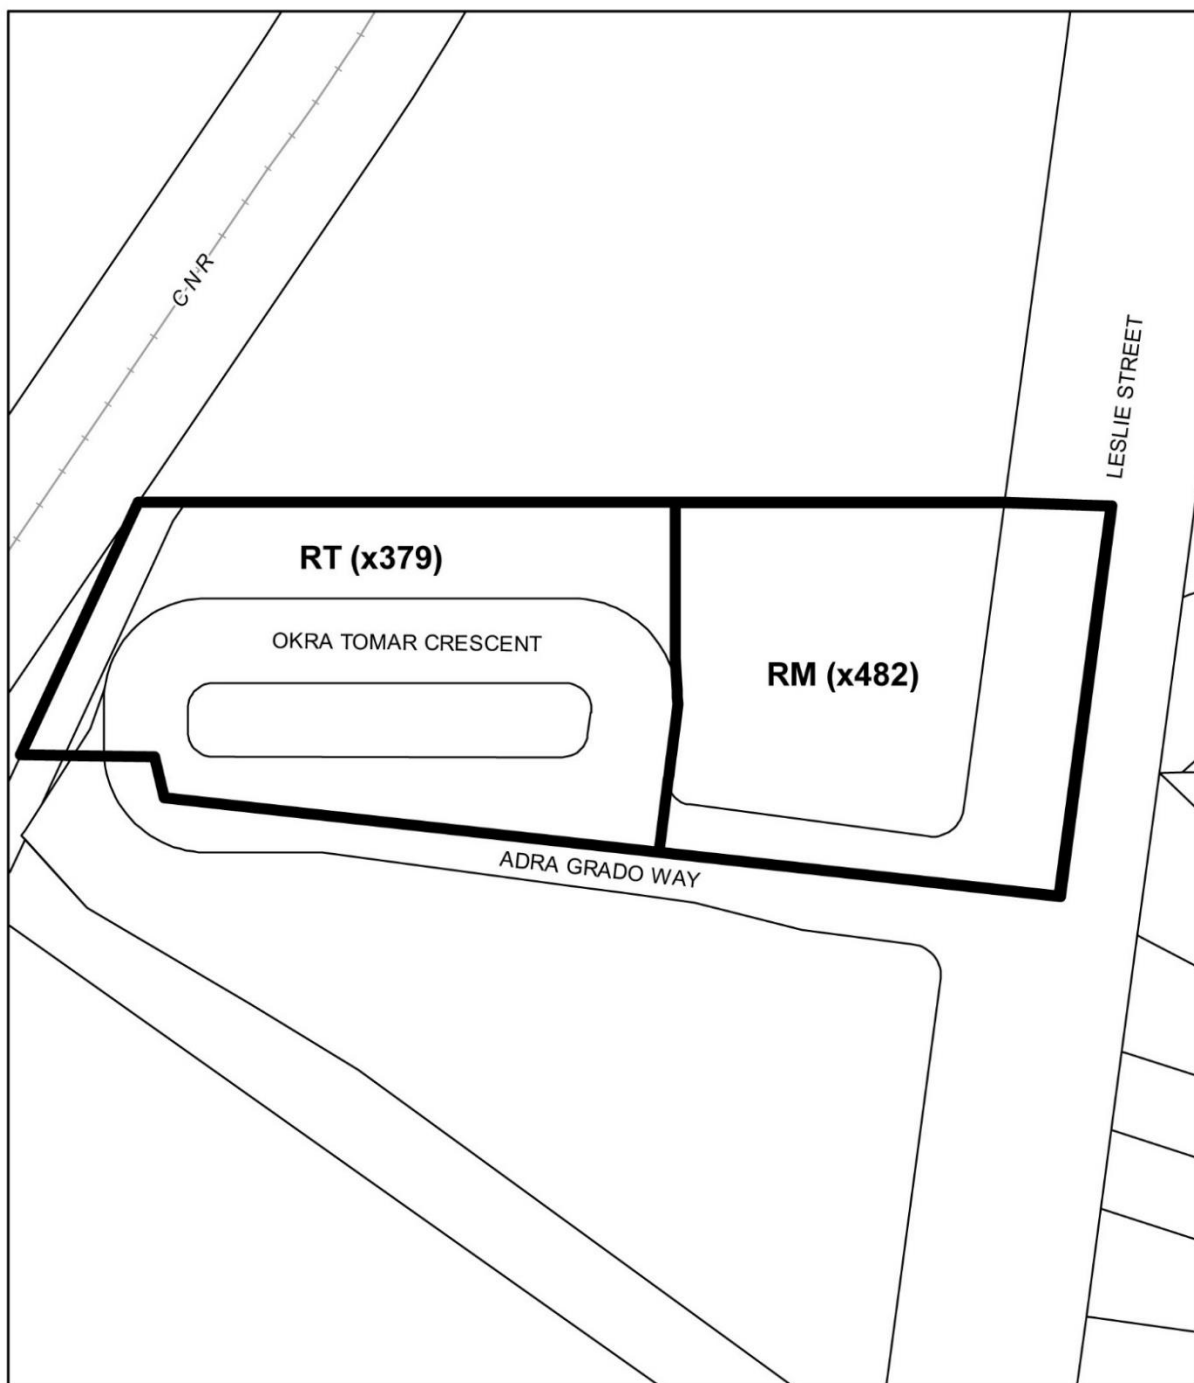 C-N-R
LESLIE STREET
RT (x379)
OKRA TOMAR CRESCENT
RM (x482)
ADRA GRADO WAY